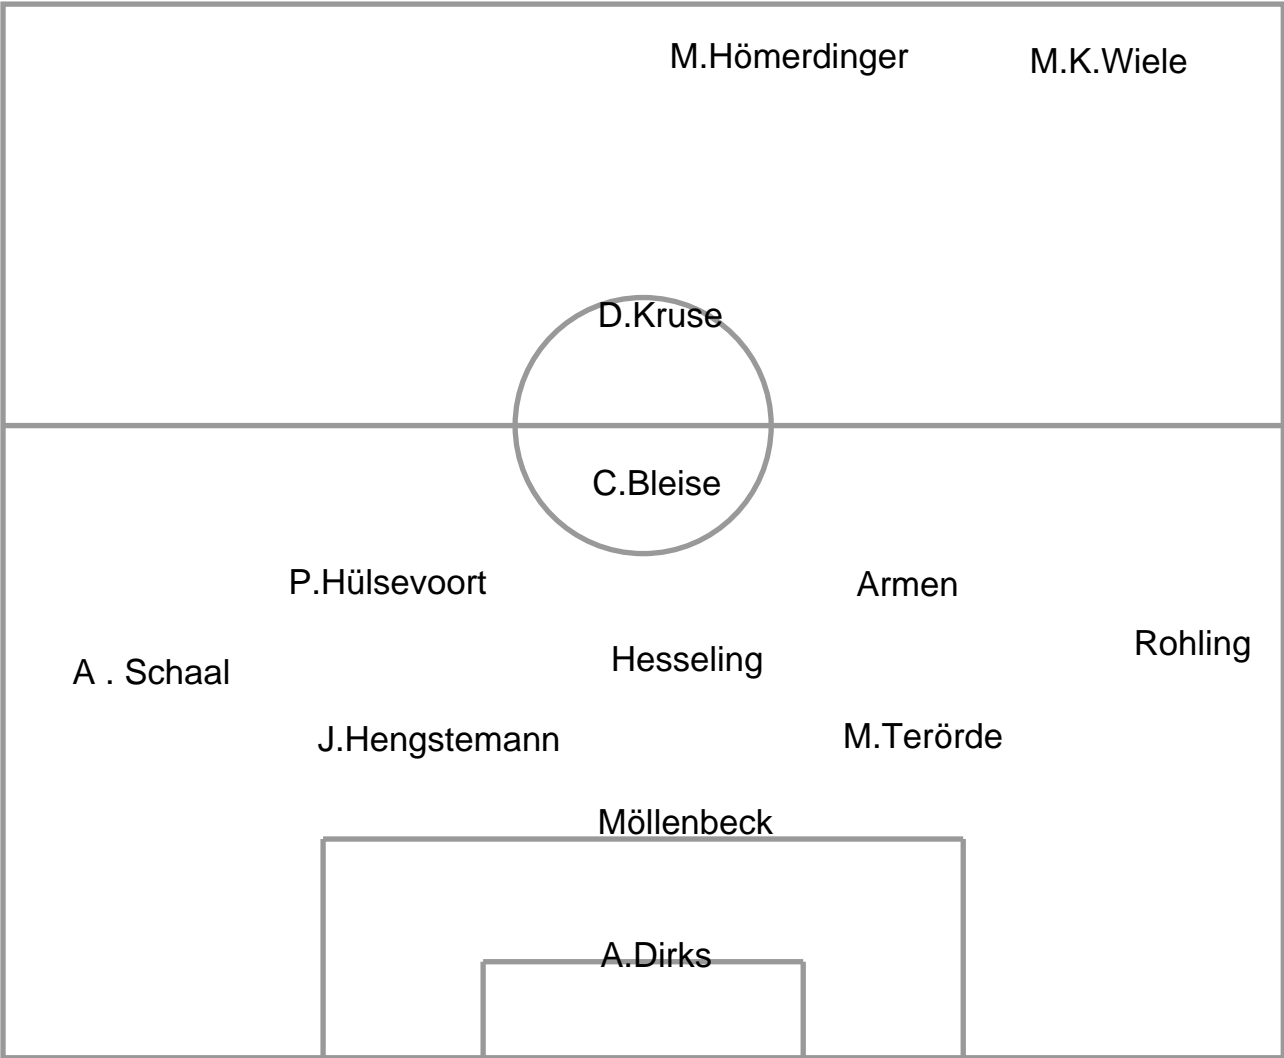 M.Hömerdinger
M.K.Wiele
D.Kruse
C.Bleise
P.Hülsevoort
Armen
Rohling
Hesseling
A . Schaal
J.Hengstemann
M.Terörde
Möllenbeck
A.Dirks